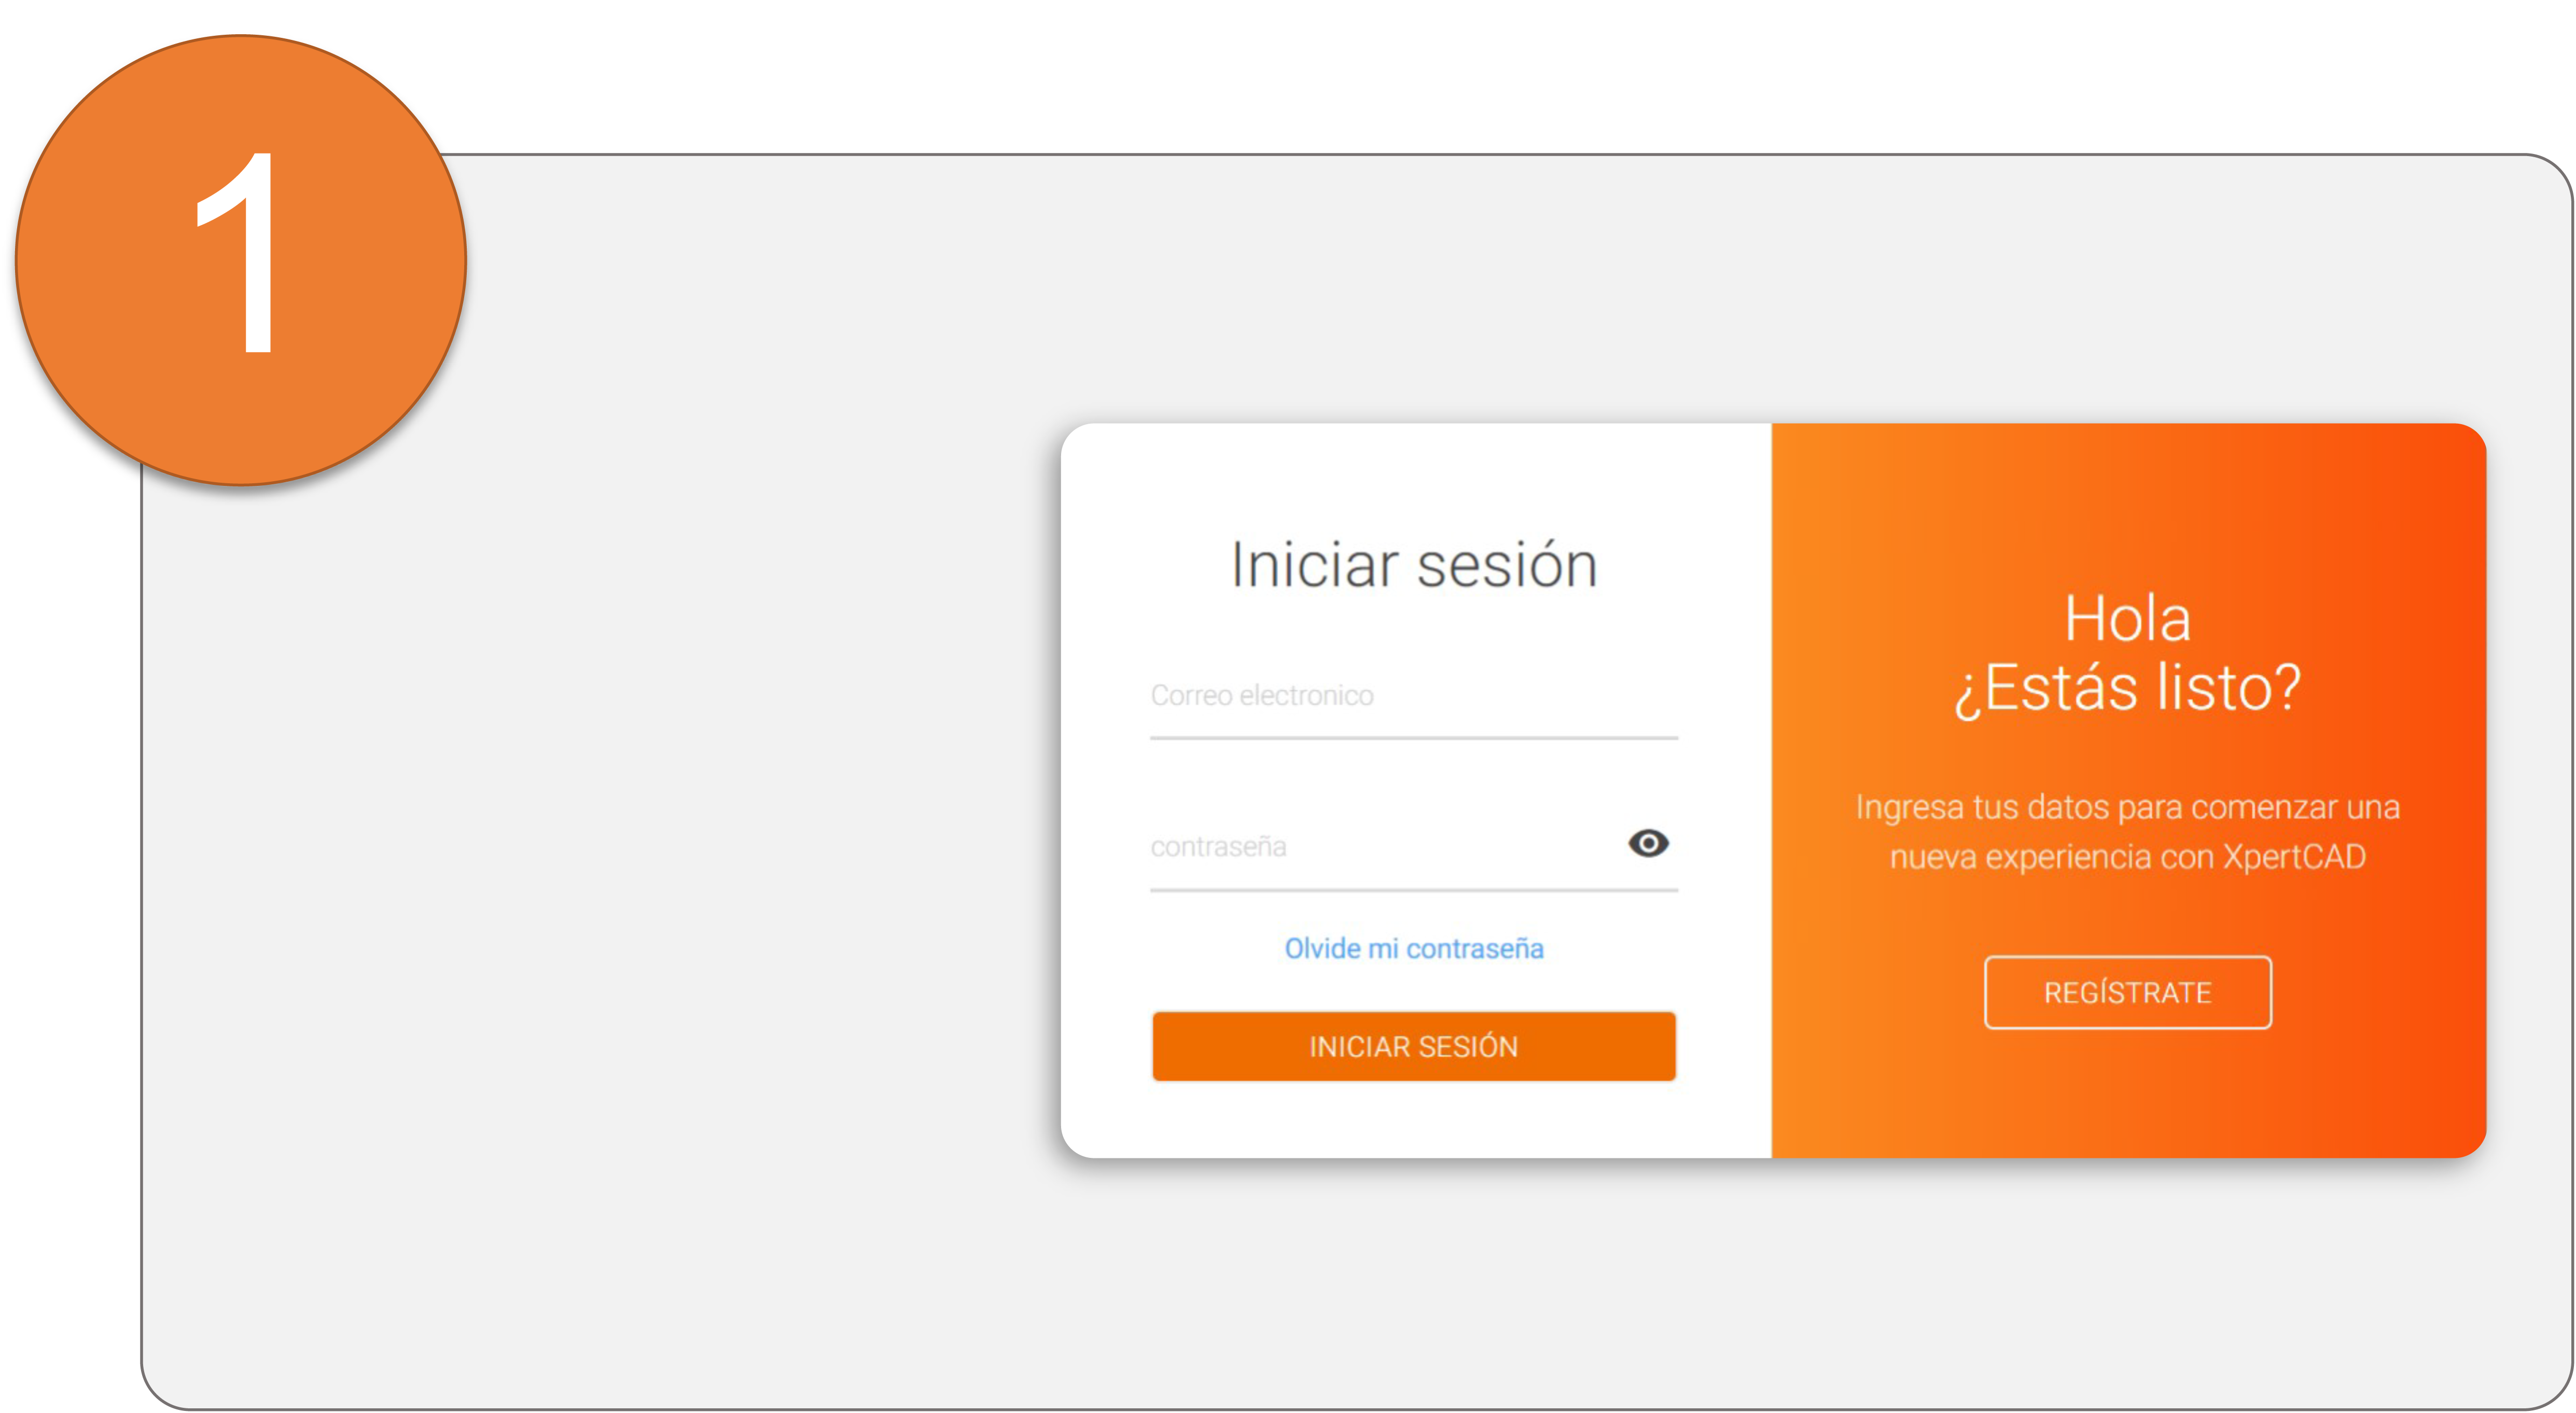 1
Iniciar sesión
Correo electronico
contraseña
Olvide mi contraseña
INICIAR SESIÓN
Hola
¿Estás listo?
Ingresa tus datos para comenzar una
nueva experiencia con XpertCAD
REGÍSTRATE